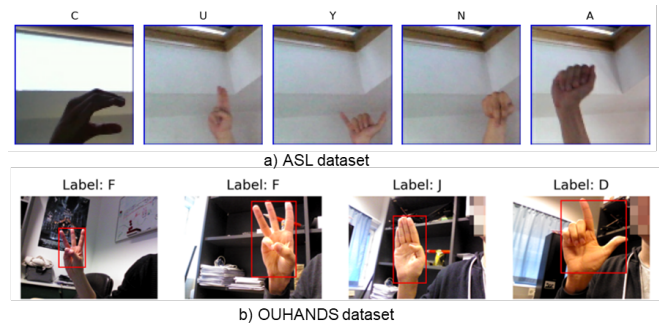 C U Y N A
a) ASL dataset
Label: F Label: F Label: J Label: D
b) OUHANDS dataset